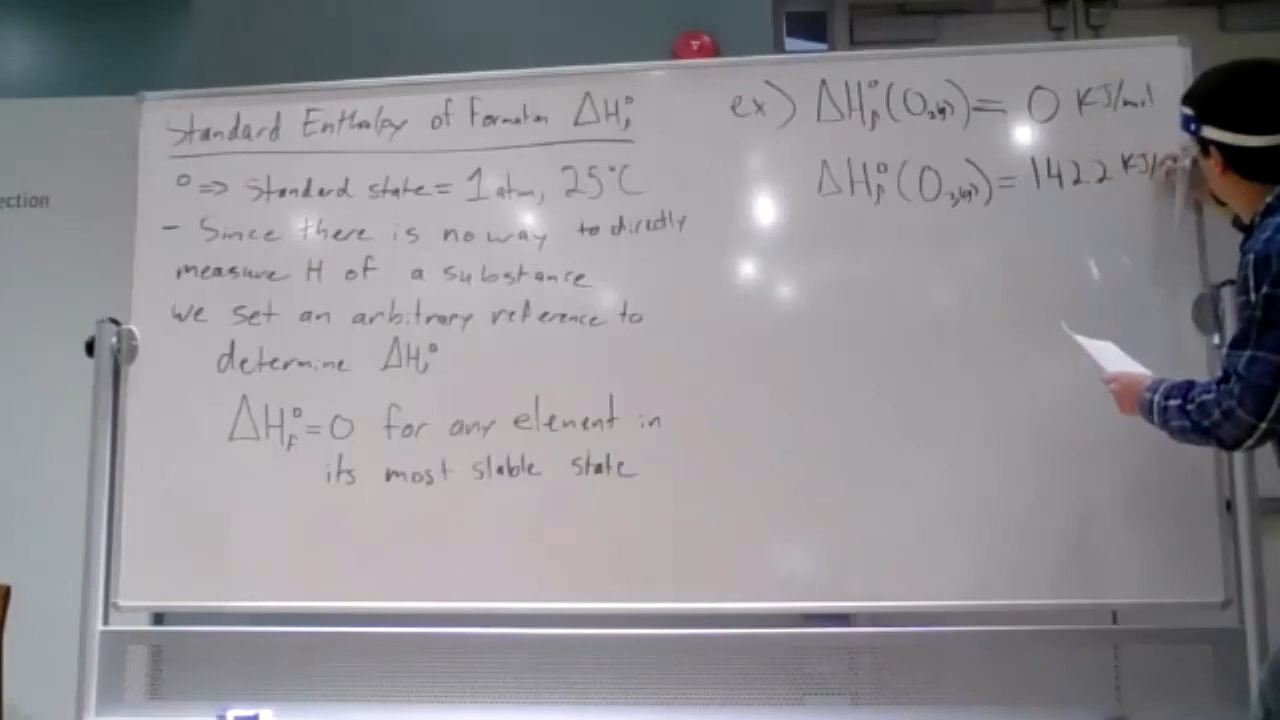 ection
Standard Enthalpy of Formation ΔH°f
° => Standard state = 1 atm, 25°C
- Since there is no way to directly
measure H of a substance
we set an arbitrary reference to
determine ΔH°f
ΔH°f = 0 for any element in
its most stable state
ex) ΔH°f (O2(g)) = 0 KJ/mol
ΔH°f (O3(g)) = 142.2 KJ/